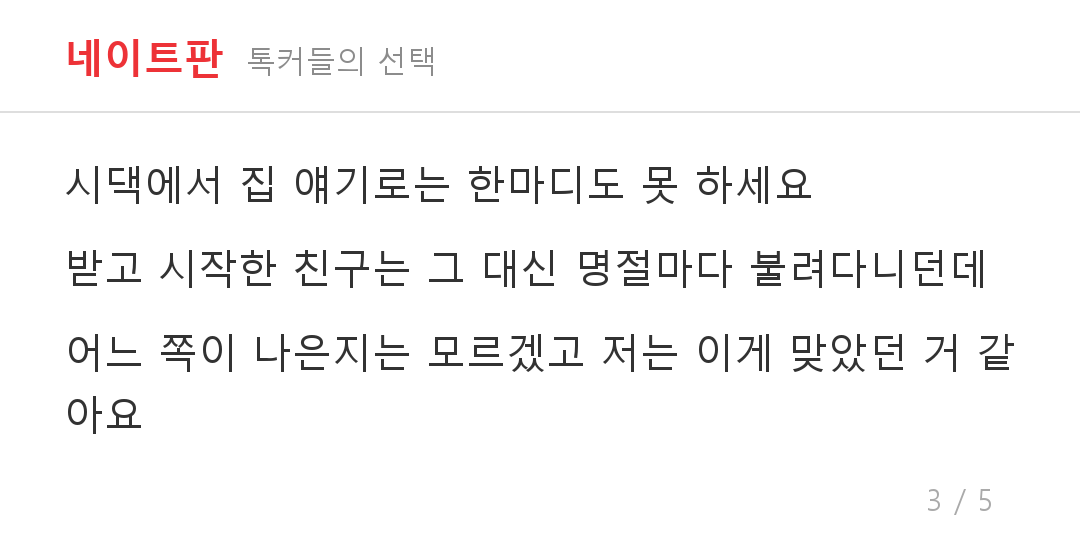 네이트판 톡커들의 선택
시댁에서 집 얘기로는 한마디도 못 하세요
받고 시작한 친구는 그 대신 명절마다 불려다니던데
어느 쪽이 나은지는 모르겠고 저는 이게 맞았던 거 같
아요
3 / 5